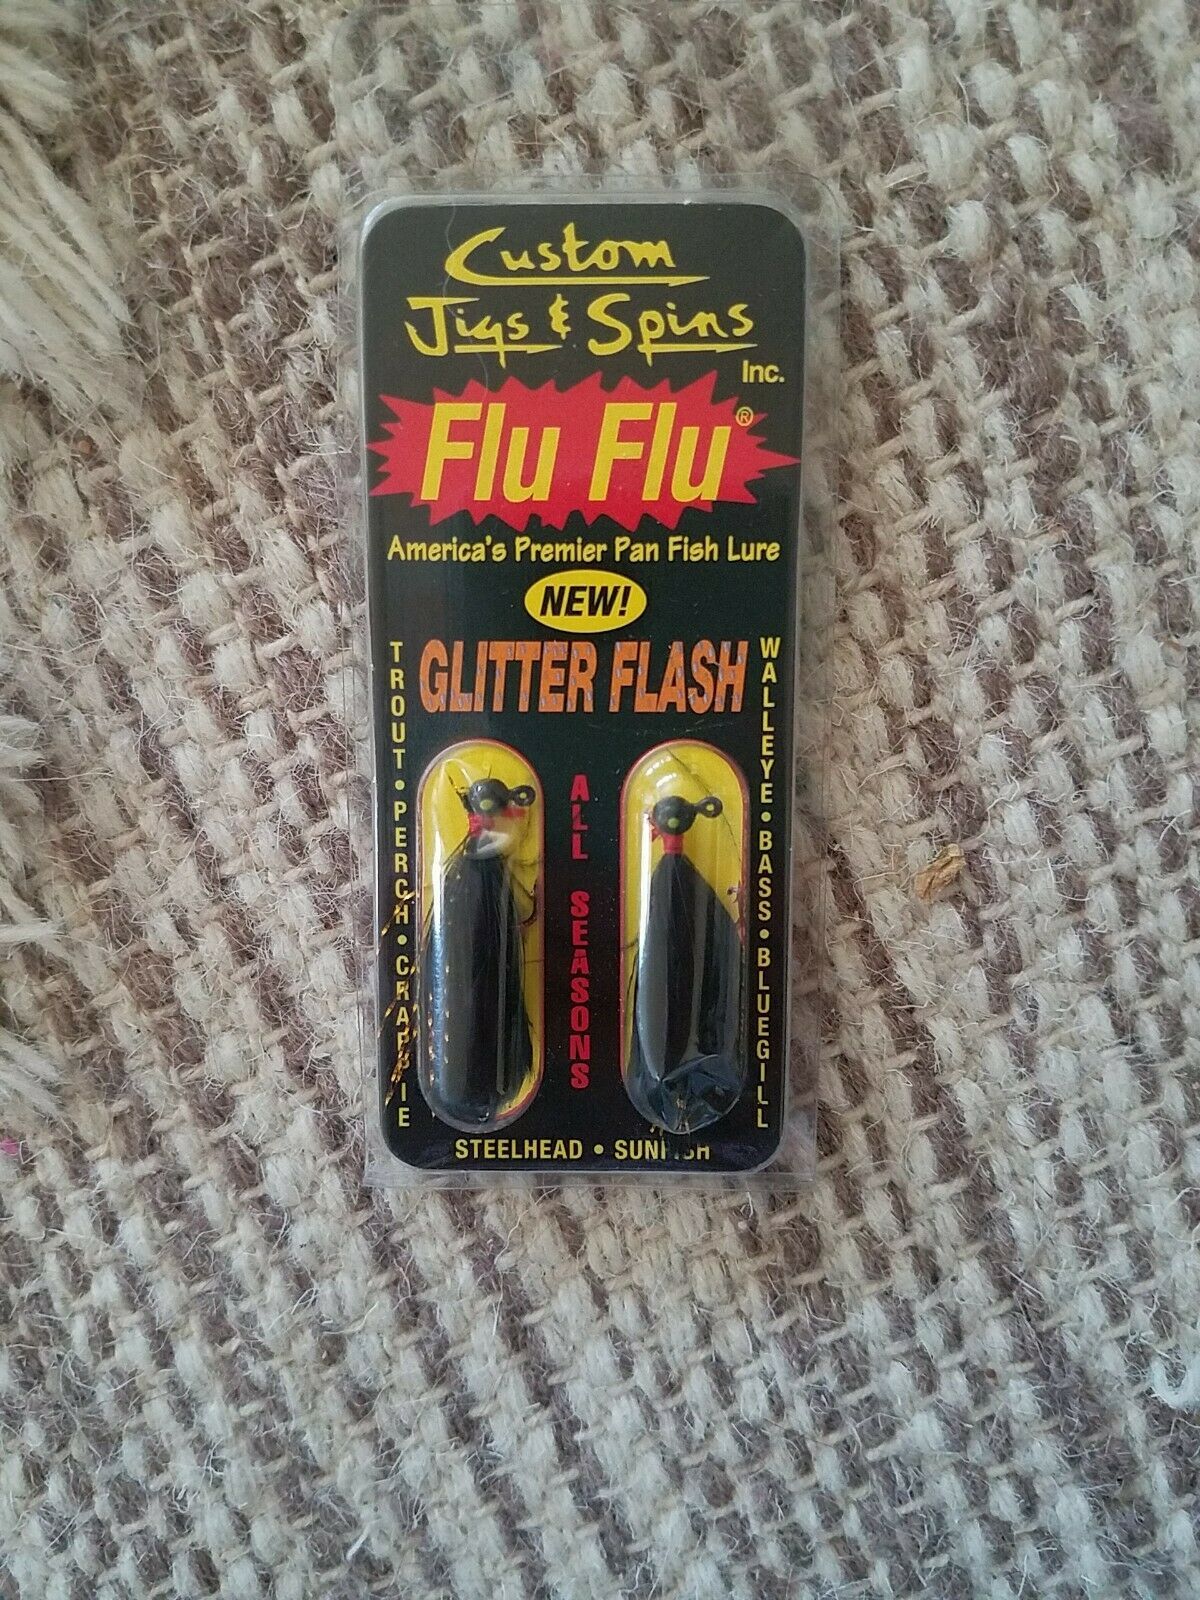 Custom
Jigs & Spins
Inc.
Flu Flu®
America's Premier Pan Fish Lure
NEW!
GLITTER FLASH
TROUT • PERCH • CRAPPIE
ALL SEASONS
WALLEYE • BASS • BLUEGILL
STEELHEAD • SUNFISH